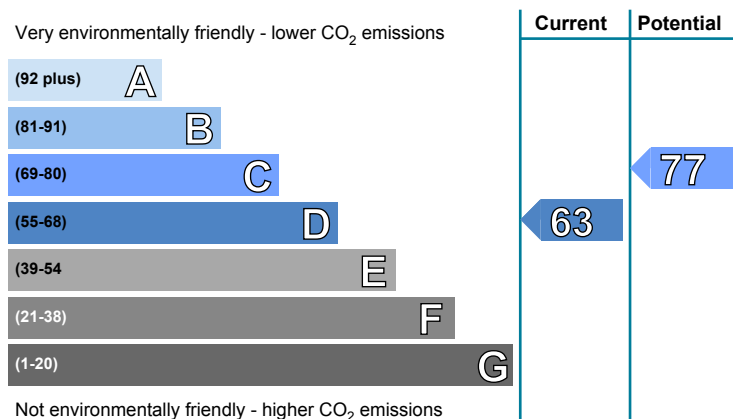 Very environmentally friendly - lower CO2 emissions
Current Potential
(92 plus) A
(81-91) B
(69-80) C
77
(55-68) D
63
(39-54 E
(21-38) F
(1-20) G
Not environmentally friendly - higher CO2 emissions